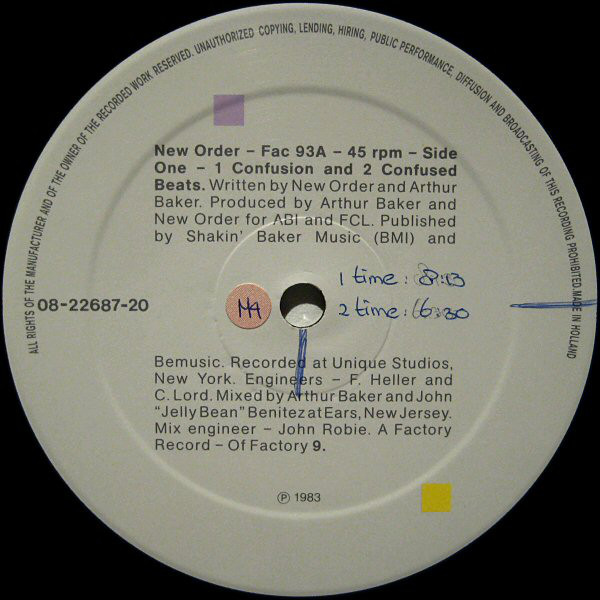 ALL RIGHTS OF THE MANUFACTURER AND OF THE OWNER OF THE RECORDED WORK RESERVED. UNAUTHORIZED COPYING, LENDING, HIRING, PUBLIC PERFORMANCE, DIFFUSION AND BROADCASTING OF THIS RECORDING PROHIBITED. MADE IN HOLLAND
New Order – Fac 93A – 45 rpm – Side
One – 1 Confusion and 2 Confused
Beats. Written by New Order and Arthur
Baker. Produced by Arthur Baker and
New Order for ABI and FCL. Published
by Shakin' Baker Music (BMI) and
08-22687-20
1 time: 8:13
2 time: 6:30
Bemusic. Recorded at Unique Studios,
New York. Engineers – F. Heller and
C. Lord. Mixed by Arthur Baker and John
“Jelly Bean” Benitez at Ears, New Jersey.
Mix engineer – John Robie. A Factory
Record – Of Factory 9.
℗ 1983